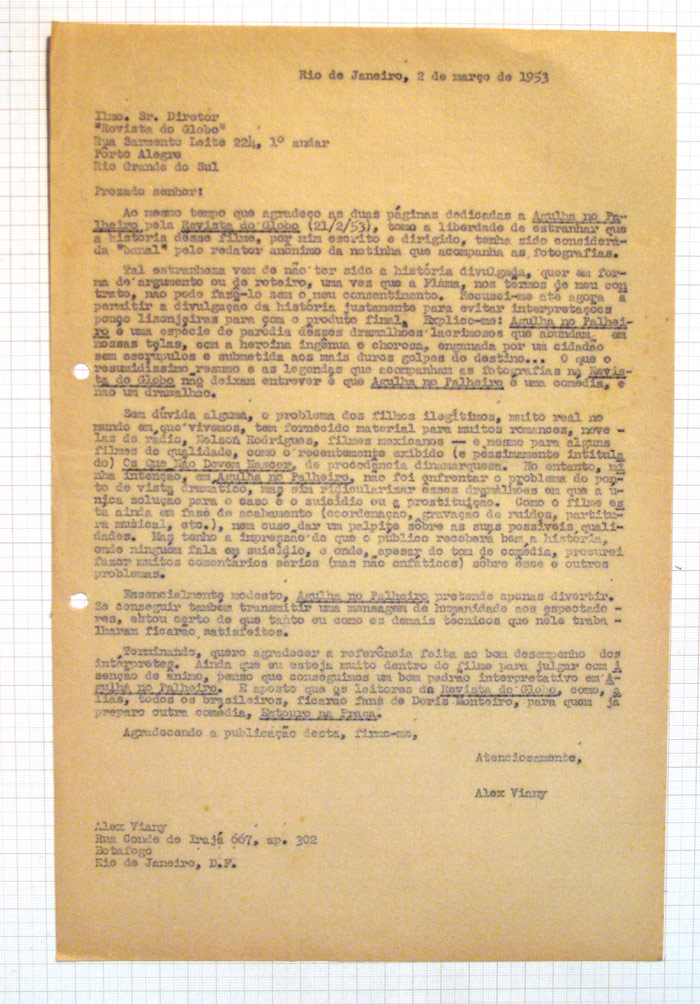 Rio de Janeiro, 2 de março de 1953
Ilmo. Sr. Diretor
"Revista do Globo"
Rua Sarmento Leite 224, 1º andar
Porto Alegre
Rio Grande do Sul
Prezado senhor:
Ao mesmo tempo que agradeço as duas páginas dedicadas a Agulha no Pa-
lheiro pela Revista do Globo (21/2/53), tomo a liberdade de estranhar que
a história desse filme, por mim escrito e dirigido, tenha sido considera-
da "banal" pelo redator anônimo da notinha que acompanha as fotografias.
Tal estranheza vem de não ter sido a história divulgada, quer em for-
ma de argumento ou de roteiro, uma vez que a Flama, nos têrmos de meu con
trato, não pode fazê-lo sem o meu consentimento. Recusei-me até agora a
permitir a divulgação da história justamente para evitar interpretações
pouco lisonjeiras para com o produto final. Explico-me: Agulha no Palhei-
ro é uma espécie de paródia desses dramalhões lacrimosos que abundam em
nossas telas, com a heroina ingênua e chorosa, enganada por um cidadão
sem escrúpulos e submetida aos mais duros golpes do destino... O que o
resumidíssimo resumo e as legendas que acompanham as fotografias na Revis-
ta do Globo não deixam entrever é que Agulha no Palheiro é uma comédia, e
não um dramalhão.
Sem dúvida alguma, o problema dos filhos ilegítimos, muito real no
mundo em que vivemos, tem fornecido material para muitos romances, nove -
las de rádio, Nelson Rodrigues, filmes mexicanos -- e mesmo para alguns
filmes de qualidade, como o recentemente exibido (e pèssimamente intitula
do) Os Que Não Devem Nascer, de procedência dinamarquesa. No entanto, mi
nha intenção, em Agulha no Palheiro, não foi enfrentar o problema do pon-
to de vista dramático, mas sim ridicularizar esses dramalhões em que a ú-
nica solução para o caso é o suicídio ou a prostituição. Como o filme es
tá ainda em fase de acabamento (coordenação, gravação de ruídos, partitu-
ra musical, etc.), nem ouso dar um palpite sôbre as suas possíveis quali-
dades. Mas tenho a impressão de que o público receberá bem a história,
onde ninguém fala em suicídio, e onde, apesar do tom de comédia, procurei
fazer muitos comentários sérios (mas não enfáticos) sôbre êsse e outros
problemas.
Essencialmente modesto, Agulha no Palheiro pretende apenas divertir.
Se conseguir também transmitir uma mensagem de humanidade aos espectado -
res, estou certo de que tanto eu como os demais técnicos que nêle traba -
lharam ficarão satisfeitos.
Terminando, quero agradecer a referência feita ao bom desempenho dos
intérpretes. Ainda que eu esteja muito dentro do filme para julgar com i
senção de ânimo, penso que conseguimos um bom padrão interpretativo em A-
gulha no Palheiro. E aposto que os leitores da Revista do Globo, como, a
liás, todos os brasileiros, ficarão fans de Doris Monteiro, para quem já
preparo outra comédia, Estouro na Praça.
Agradecendo a publicação desta, firmo-me,
Atenciosamente,
Alex Viany
Alex Viany
Rua Conde de Irajá 667, ap. 302
Botafogo
Rio de Janeiro, D.F.